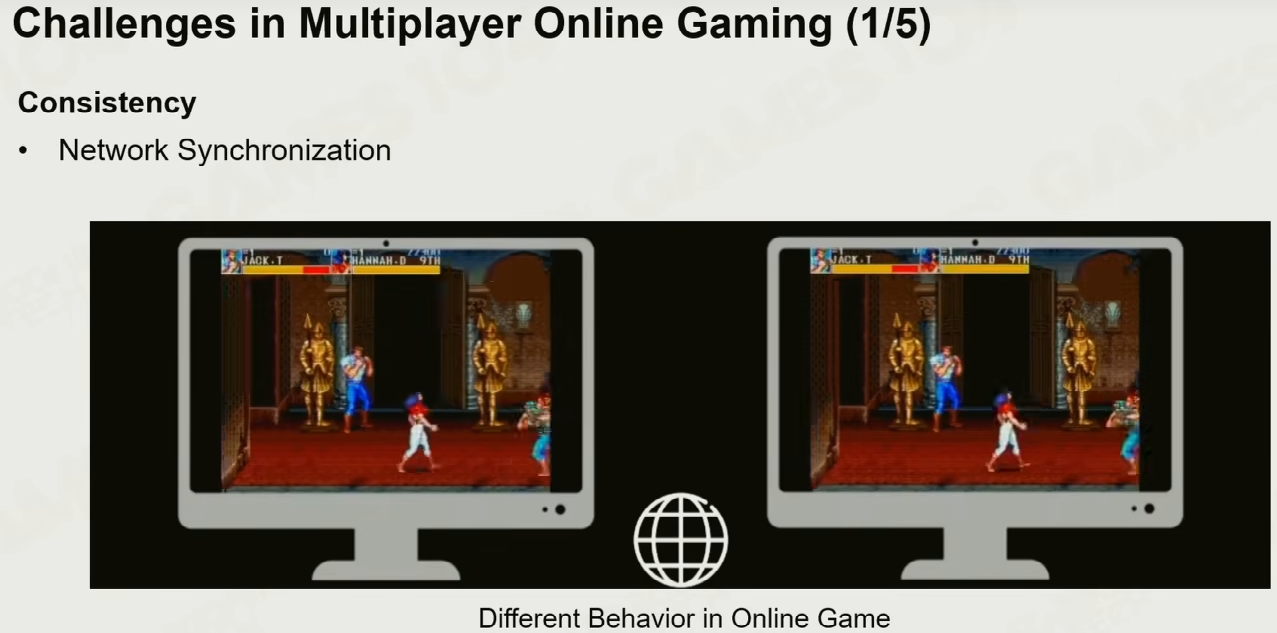 Challenges in Multiplayer Online Gaming (1/5)
Consistency
• Network Synchronization
JACK.T HANNAH.D 9TH
JACK.T HANNAH.D 9TH
Different Behavior in Online Game